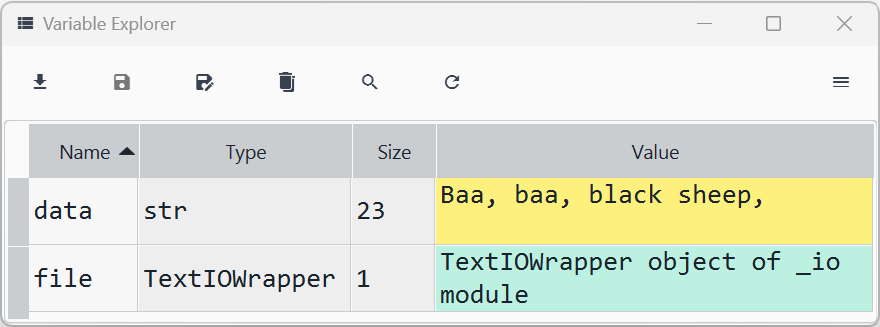 Variable Explorer
Name Type Size Value
data str 23 Baa, baa, black sheep,
file TextIOWrapper 1 TextIOWrapper object of _io
module